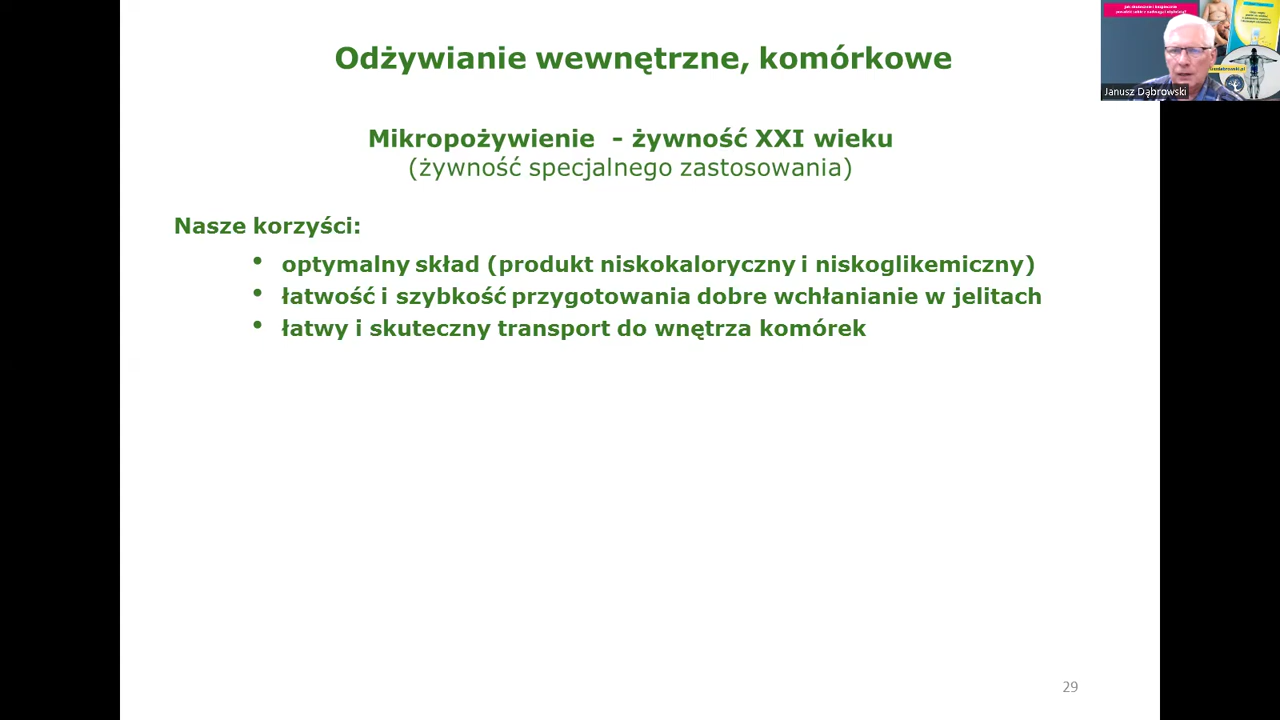 Odżywianie wewnętrzne, komórkowe
Mikropożywienie - żywność XXI wieku
(żywność specjalnego zastosowania)
Nasze korzyści:
• optymalny skład (produkt niskokaloryczny i niskoglikemiczny)
• łatwość i szybkość przygotowania dobre wchłanianie w jelitach
• łatwy i skuteczny transport do wnętrza komórek
Janusz Dąbrowski
29